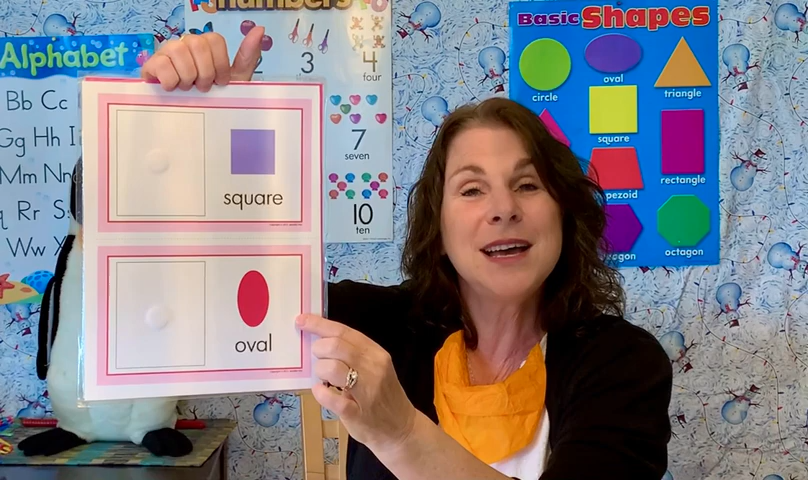 Alphabet
Bb Cc
Gg Hh I
Mm Nn
Rr S
Ww X
numbers
2
3
4
four
7
seven
10
ten
square
oval
Basic Shapes
circle
oval
triangle
square
rectangle
octagon